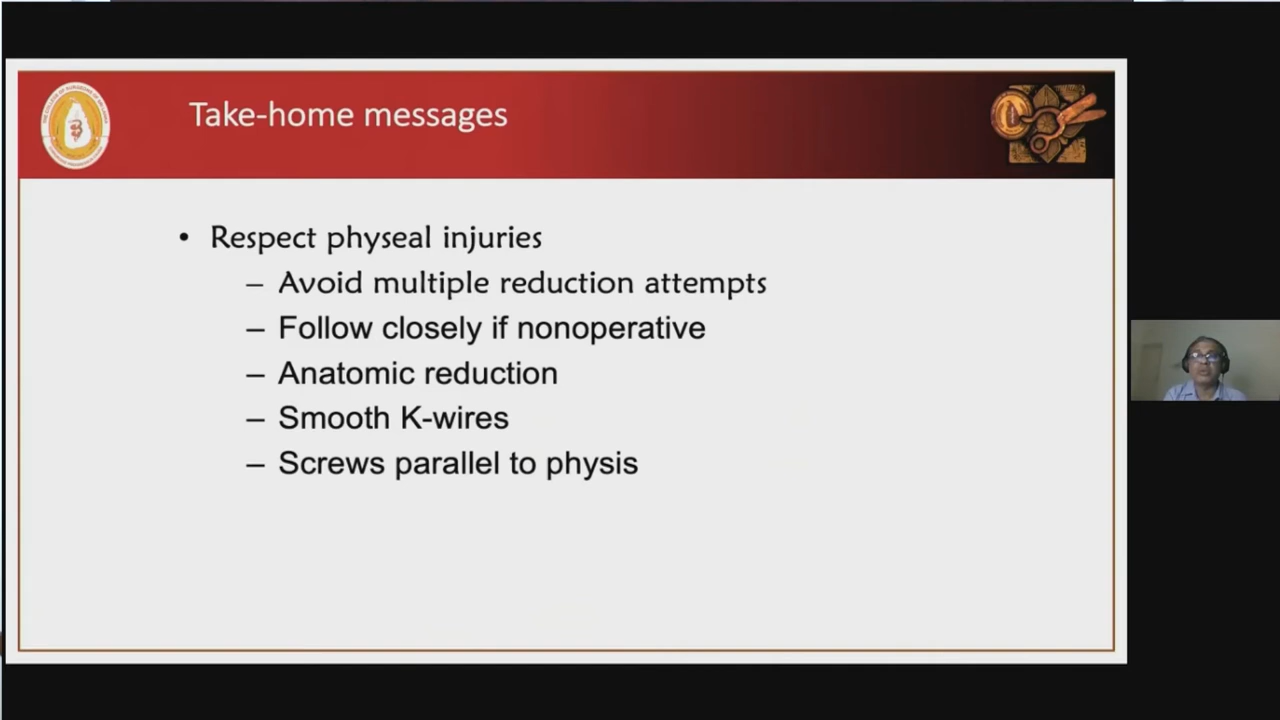 Take-home messages
• Respect physeal injuries
– Avoid multiple reduction attempts
– Follow closely if nonoperative
– Anatomic reduction
– Smooth K-wires
– Screws parallel to physis